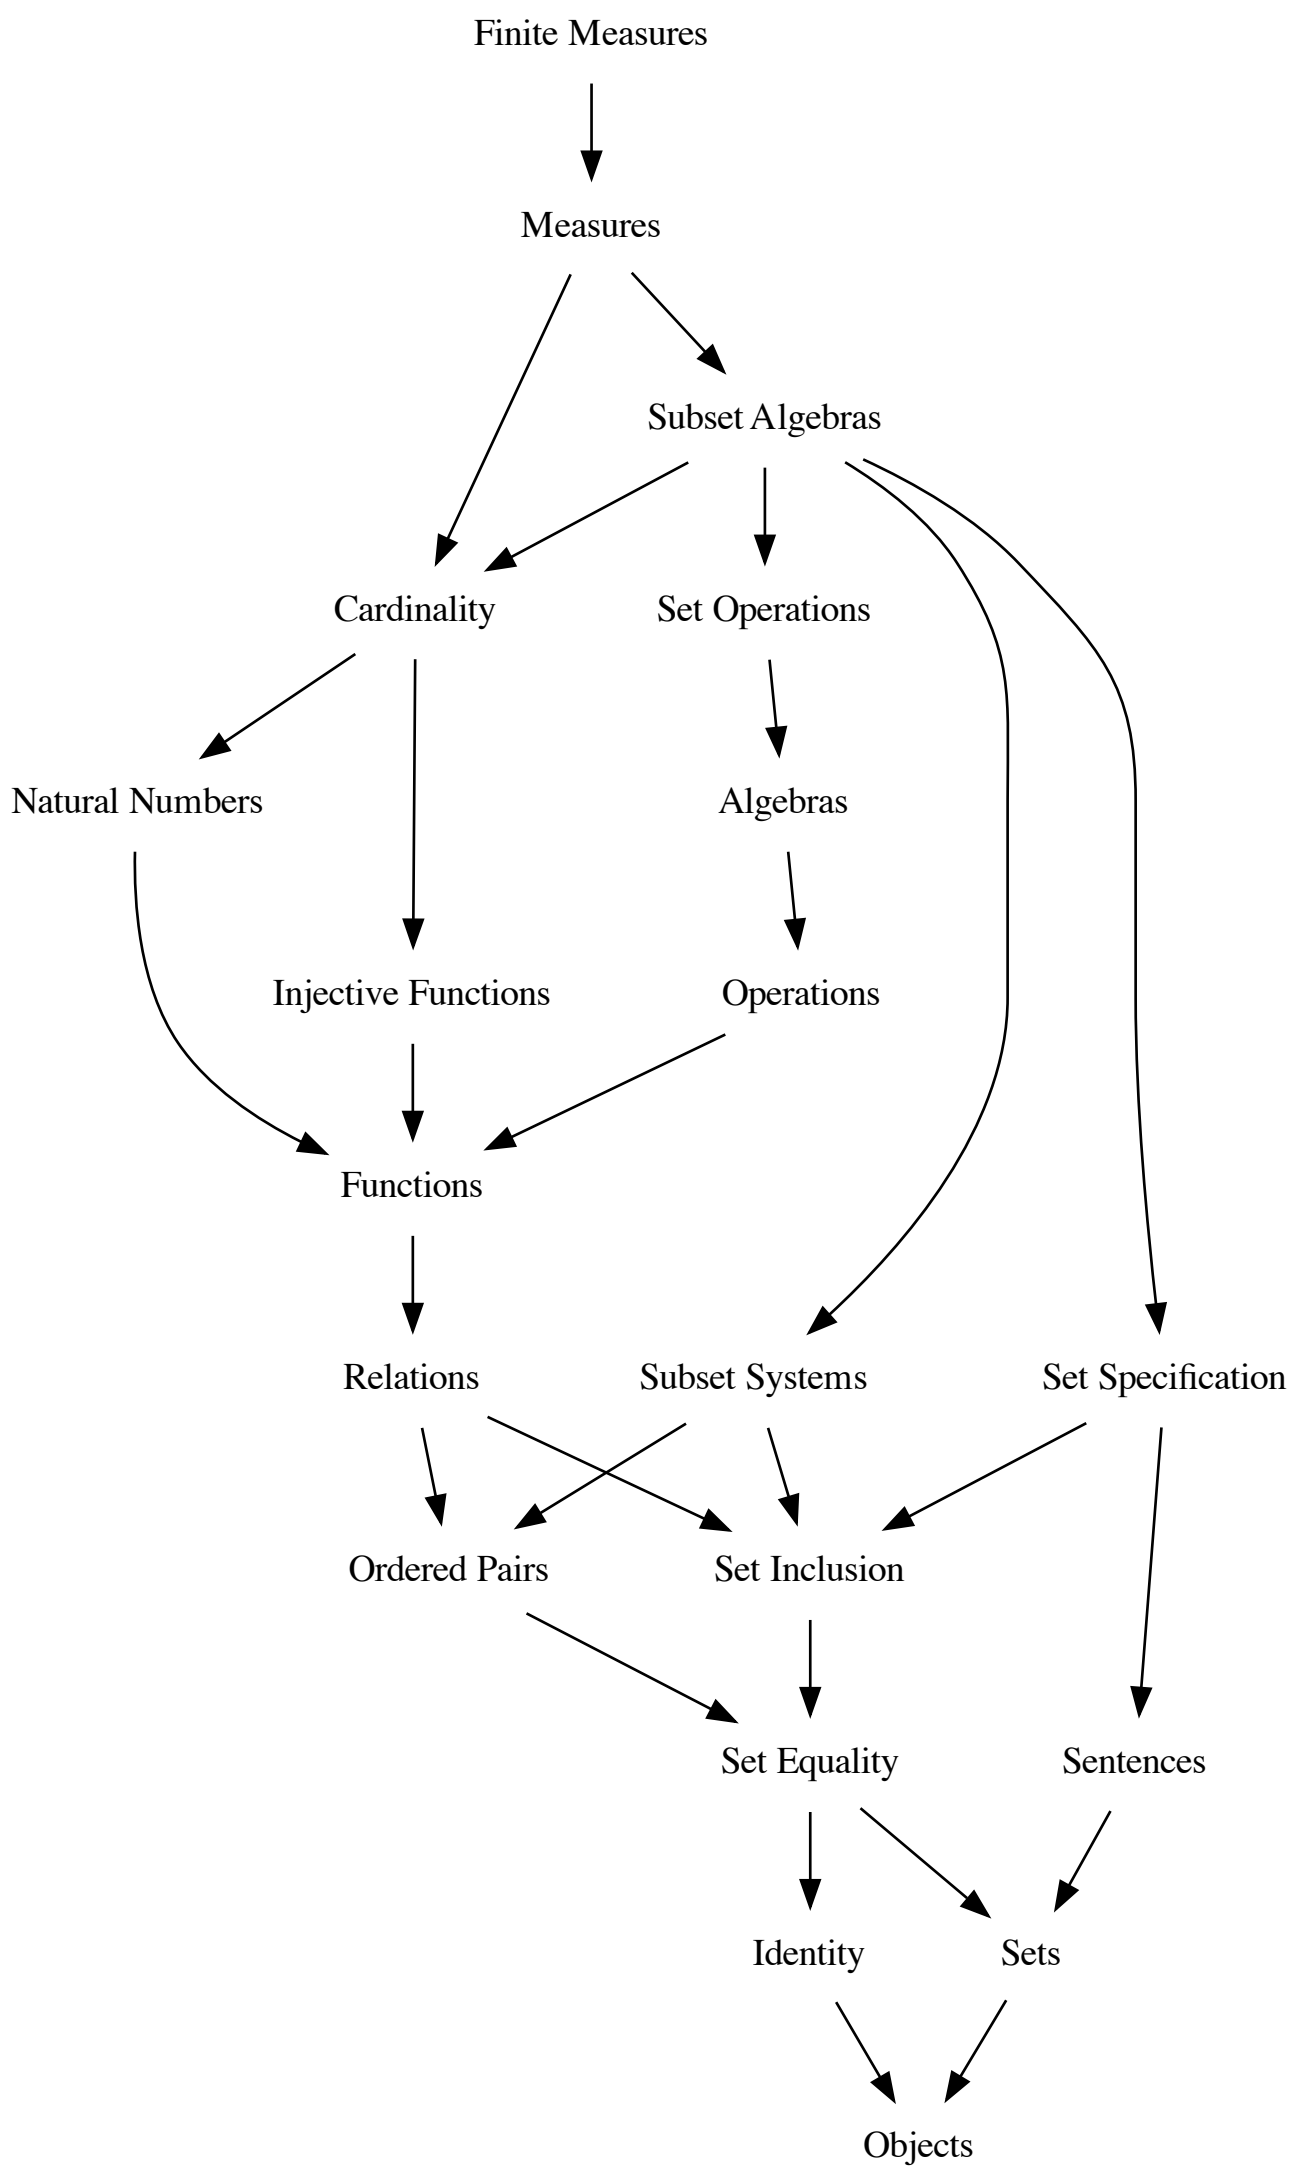 Finite Measures
Measures
Subset Algebras
Cardinality
Set Operations
Natural Numbers
Algebras
Injective Functions
Operations
Functions
Relations
Subset Systems
Set Specification
Ordered Pairs
Set Inclusion
Set Equality
Sentences
Identity
Sets
Objects